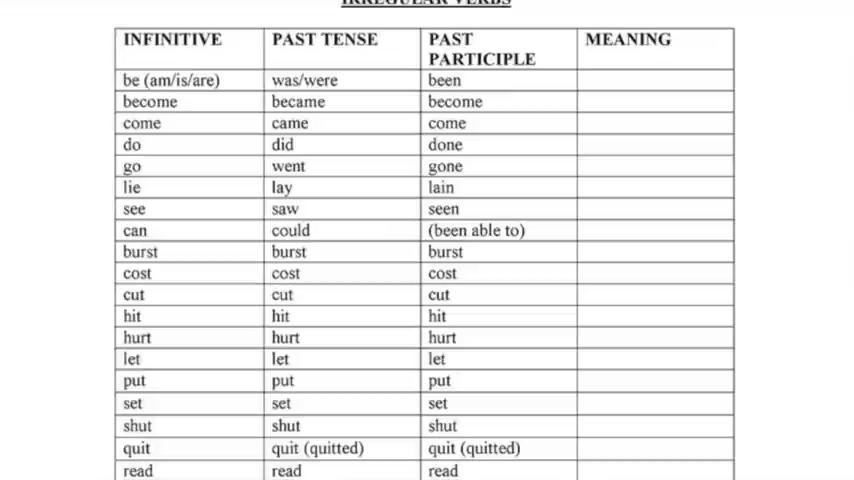 IRREGULAR VERBS
INFINITIVE PAST TENSE PAST PARTICIPLE MEANING
be (am/is/are) was/were been
become became become
come came come
do did done
go went gone
lie lay lain
see saw seen
can could (been able to)
burst burst burst
cost cost cost
cut cut cut
hit hit hit
hurt hurt hurt
let let let
put put put
set set set
shut shut shut
quit quit (quitted) quit (quitted)
read read read